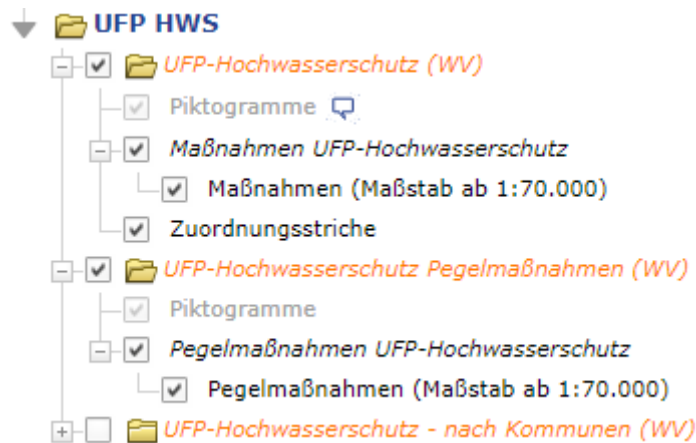 UFP HWS
UFP-Hochwasserschutz (WV)
Piktogramme
Maßnahmen UFP-Hochwasserschutz
Maßnahmen (Maßstab ab 1:70.000)
Zuordnungsstriche
UFP-Hochwasserschutz Pegelmaßnahmen (WV)
Piktogramme
Pegelmaßnahmen UFP-Hochwasserschutz
Pegelmaßnahmen (Maßstab ab 1:70.000)
UFP-Hochwasserschutz - nach Kommunen (WV)